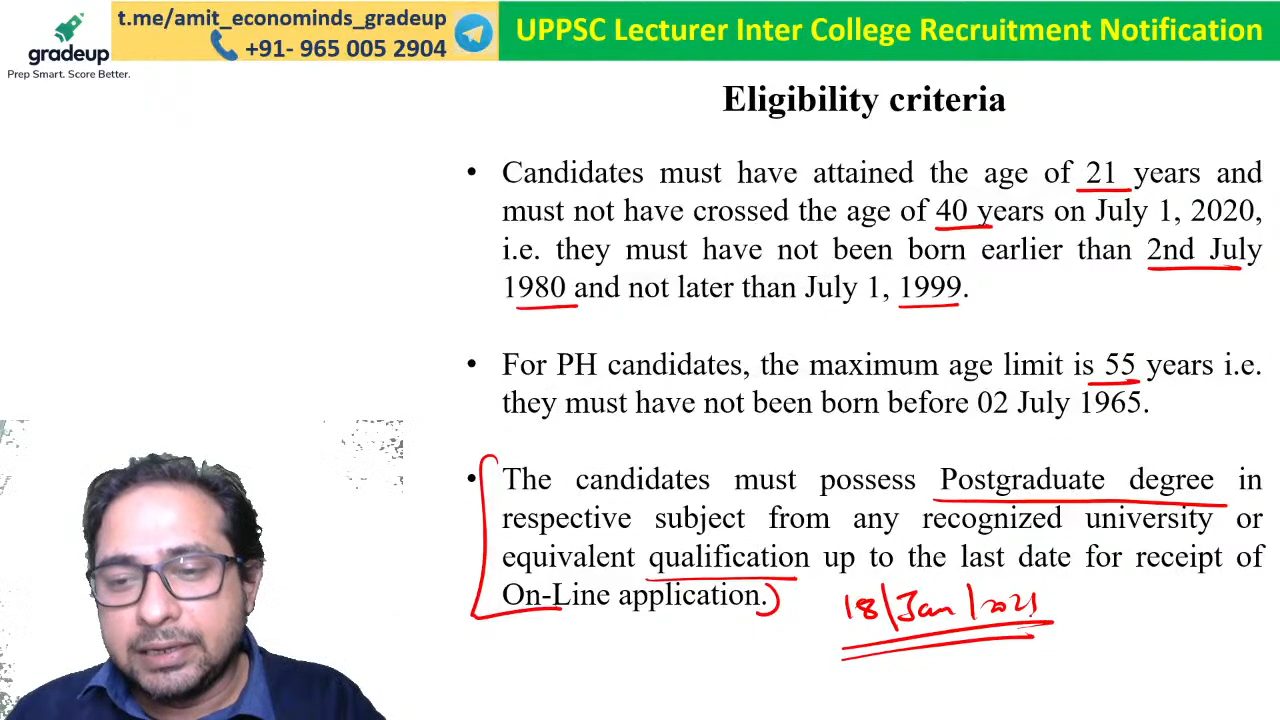 t.me/amit_econominds_gradeup
+91- 965 005 2904
gradeup
Prep Smart. Score Better.
UPPSC Lecturer Inter College Recruitment Notification
Eligibility criteria
• Candidates must have attained the age of 21 years and
must not have crossed the age of 40 years on July 1, 2020,
i.e. they must have not been born earlier than 2nd July
1980 and not later than July 1, 1999.
• For PH candidates, the maximum age limit is 55 years i.e.
they must have not been born before 02 July 1965.
• The candidates must possess Postgraduate degree in
respective subject from any recognized university or
equivalent qualification up to the last date for receipt of
On-Line application.)
18/Jan/2021